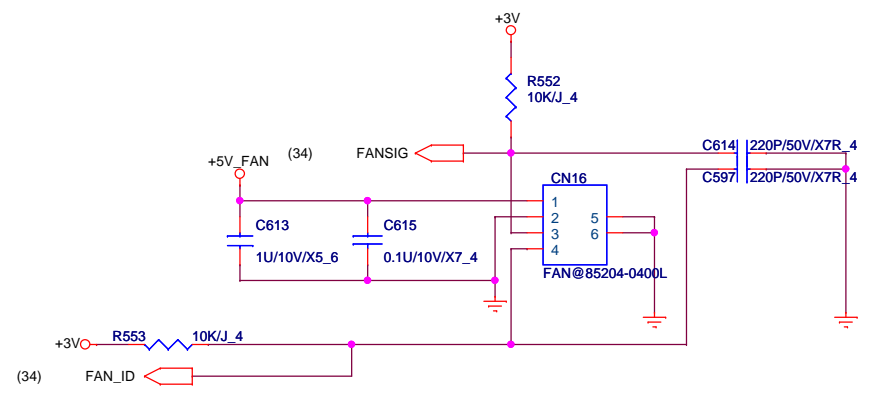 +3V
R552
10K/J_4
+5V_FAN
(34)
FANSIG
C614
220P/50V/X7R_4
C597
220P/50V/X7R_4
CN16
1
2
3
4
5
6
FAN@85204-0400L
C613
1U/10V/X5_6
C615
0.1U/10V/X7_4
+3V
R553
10K/J_4
(34)
FAN_ID